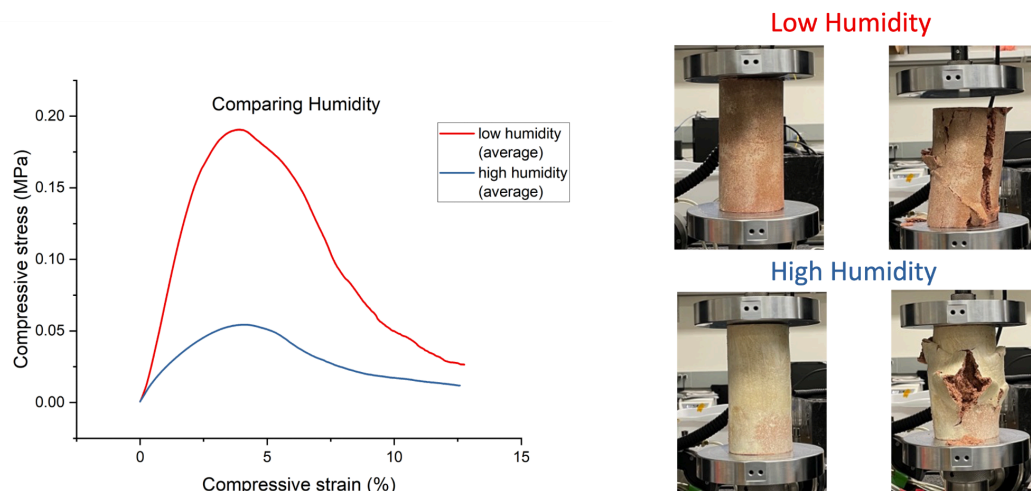 Low Humidity
Comparing Humidity
low humidity
(average)
high humidity
(average)
Compressive stress (MPa)
0.20
0.15
0.10
0.05
0.00
0
5
10
15
Compressive strain (%)
High Humidity